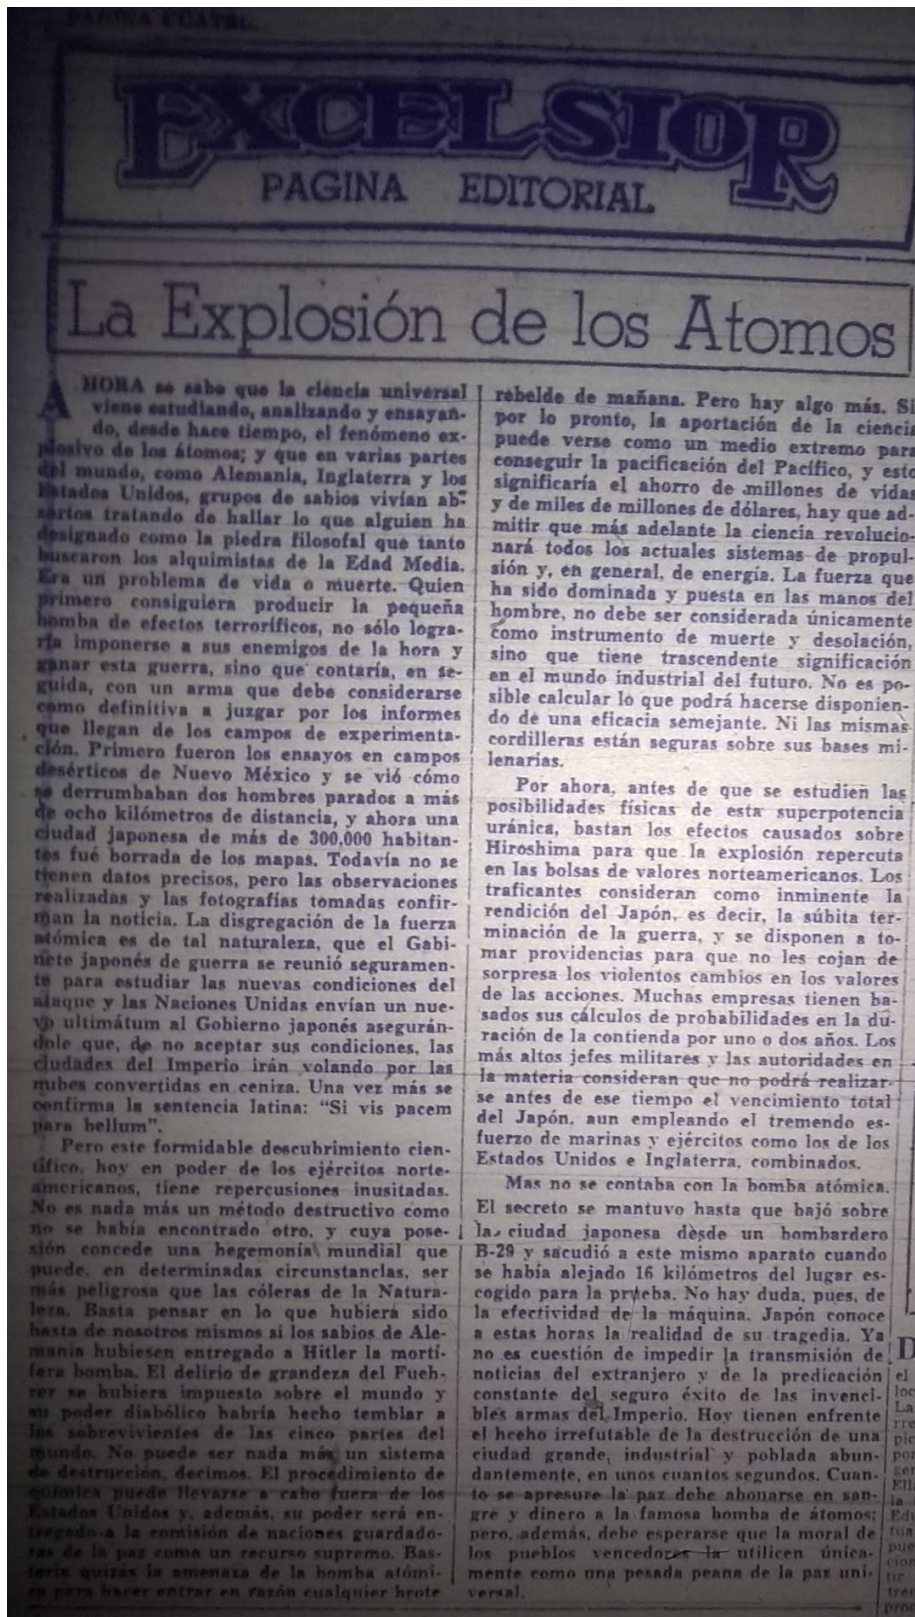 PAGINA CUAT
EXCELSIOR
PAGINA EDITORIAL
La Explosión de los Atomos
AHORA se sabe que la ciencia universal
viene estudiando, analizando y ensayan-
do, desde hace tiempo, el fenómeno ex-
plosivo de los átomos; y que en varias partes
del mundo, como Alemania, Inglaterra y los
Estados Unidos, grupos de sabios vivían ab-
sortos tratando de hallar lo que alguien ha
designado como la piedra filosofal que tanto
buscaron los alquimistas de la Edad Media.
Era un problema de vida o muerte. Quien
primero consiguiera producir la pequeña
bomba de efectos terroríficos, no sólo logra-
ría imponerse a sus enemigos de la hora y
ganar esta guerra, sino que contaría, en se-
guida, con un arma que debe considerarse
como definitiva a juzgar por los informes
que llegan de los campos de experimenta-
ción. Primero fueron los ensayos en campos
desérticos de Nuevo México y se vió cómo
se derrumbaban dos hombres parados a más
de ocho kilómetros de distancia, y ahora una
ciudad japonesa de más de 300,000 habitan-
tes fué borrada de los mapas. Todavía no se
tienen datos precisos, pero las observaciones
realizadas y las fotografías tomadas confir-
man la noticia. La disgregación de la fuerza
atómica es de tal naturaleza, que el Gabi-
nete japonés de guerra se reunió seguramen-
te para estudiar las nuevas condiciones del
ataque y las Naciones Unidas envían un nue-
vo ultimátum al Gobierno japonés asegurán-
dole que, de no aceptar sus condiciones, las
ciudades del Imperio irán volando por las
nubes convertidas en ceniza. Una vez más se
confirma la sentencia latina: "Si vis pacem
para bellum".
Pero este formidable descubrimiento cien-
tífico, hoy en poder de los ejércitos norte-
americanos, tiene repercusiones inusitadas.
No es nada más un método destructivo como
no se había encontrado otro, y cuya pose-
sión concede una hegemonía mundial que
puede, en determinadas circunstancias, ser
más peligrosa que las cóleras de la Natura-
leza. Basta pensar en lo que hubiera sido
hasta de nosotros mismos si los sabios de Ale-
mania hubiesen entregado a Hitler la mortí-
fera bomba. El delirio de grandeza del Fueh-
rer se hubiera impuesto sobre el mundo y
su poder diabólico habría hecho temblar a
los sobrevivientes de las cinco partes del
mundo. No puede ser nada más un sistema
de destrucción, decimos. El procedimiento de
química puede llevarse a cabo fuera de los
Estados Unidos y, además, su poder será en-
tregado a la comisión de naciones guardado-
ras de la paz como un recurso supremo. Bas-
tería quizás la amenaza de la bomba atómi-
ca para hacer entrar en razón cualquier brote
rebelde de mañana. Pero hay algo más. Si
por lo pronto, la aportación de la ciencia
puede verse como un medio extremo para
conseguir la pacificación del Pacífico, y esto
significaría el ahorro de millones de vidas
y de miles de millones de dólares, hay que ad-
mitir que más adelante la ciencia revolucio-
nará todos los actuales sistemas de propul-
sión y, en general, de energía. La fuerza que
ha sido dominada y puesta en las manos del
hombre, no debe ser considerada únicamente
como instrumento de muerte y desolación,
sino que tiene trascendente significación
en el mundo industrial del futuro. No es po-
sible calcular lo que podrá hacerse disponien-
do de una eficacia semejante. Ni las mismas
cordilleras están seguras sobre sus bases mi-
lenarias.
Por ahora, antes de que se estudien las
posibilidades físicas de esta superpotencia
uránica, bastan los efectos causados sobre
Hiroshima para que la explosión repercuta
en las bolsas de valores norteamericanos. Los
traficantes consideran como inminente la
rendición del Japón, es decir, la súbita ter-
minación de la guerra, y se disponen a to-
mar providencias para que no les cojan de
sorpresa los violentos cambios en los valores
de las acciones. Muchas empresas tienen ba-
sados sus cálculos de probabilidades en la du-
ración de la contienda por uno o dos años. Los
más altos jefes militares y las autoridades en
la materia consideran que no podrá realizar-
se antes de ese tiempo el vencimiento total
del Japón, aun empleando el tremendo es-
fuerzo de marinas y ejércitos como los de los
Estados Unidos e Inglaterra, combinados.
Mas no se contaba con la bomba atómica.
El secreto se mantuvo hasta que bajó sobre
la ciudad japonesa desde un bombardero
B-29 y sacudió a este mismo aparato cuando
se había alejado 16 kilómetros del lugar es-
cogido para la prueba. No hay duda, pues, de
la efectividad de la máquina. Japón conoce
a estas horas la realidad de su tragedia. Ya
no es cuestión de impedir la transmisión de
noticias del extranjero y de la predicación
constante del seguro éxito de las invenci-
bles armas del Imperio. Hoy tienen enfrente
el hecho irrefutable de la destrucción de una
ciudad grande, industrial y poblada abun-
dantemente, en unos cuantos segundos. Cuan-
to se apresure la paz debe abonarse en san-
gre y dinero a la famosa bomba de átomos;
pero, además, debe esperarse que la moral de
los pueblos vencedores la utilicen única-
mente como una pesada peana de la paz uni-
versal.
D
el
loc
La